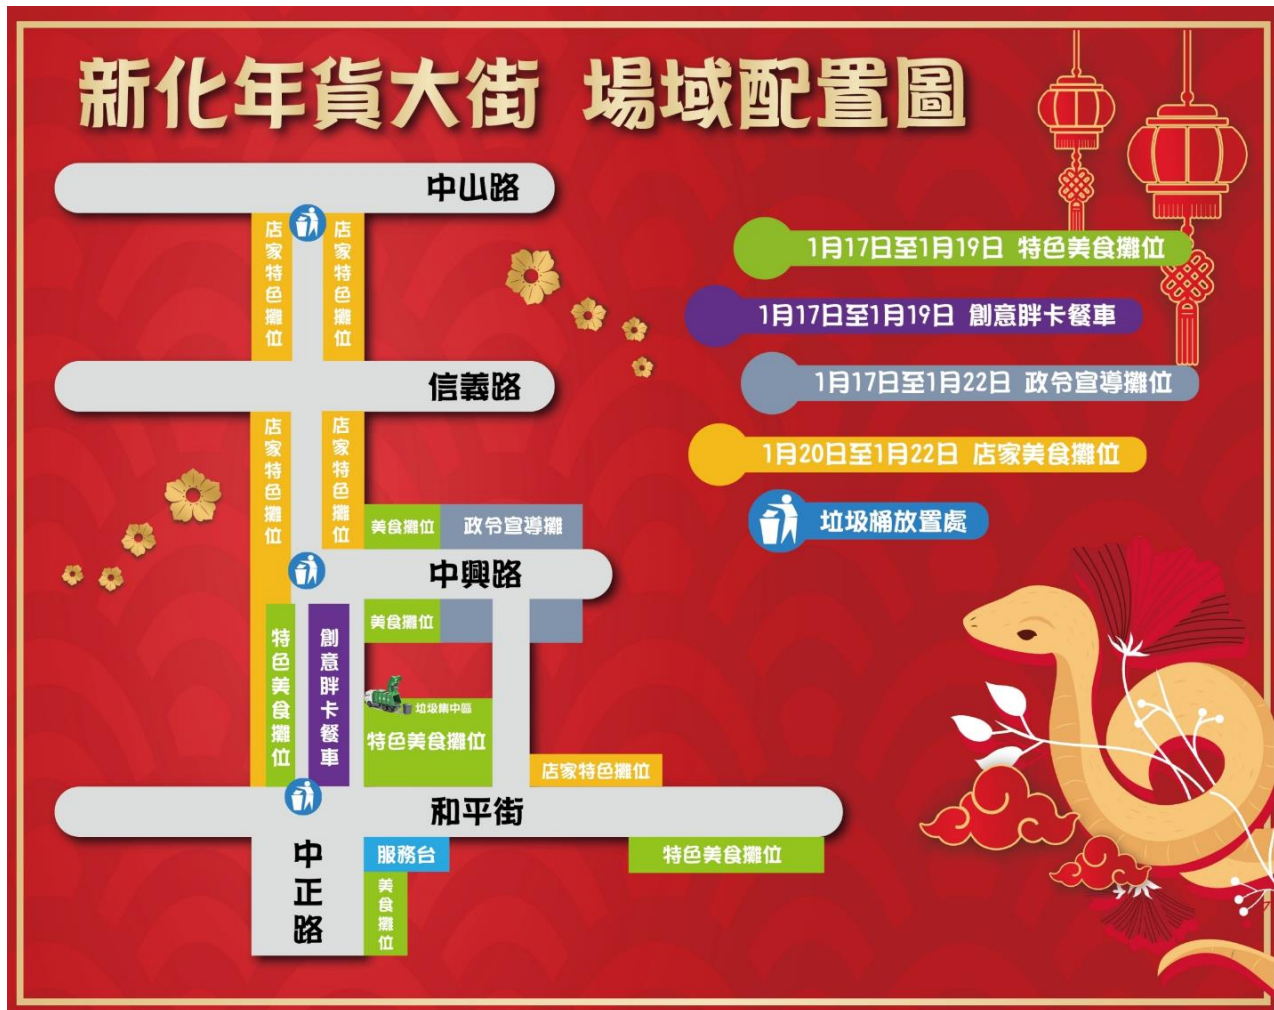 新化年貨大街 場域配置圖
中山路
店家特色攤位
店家特色攤位
1月17日至1月19日 特色美食攤位
1月17日至1月19日 創意胖卡餐車
1月17日至1月22日 政令宣導攤位
1月20日至1月22日 店家美食攤位
垃圾桶放置處
信義路
店家特色攤位
店家特色攤位
美食攤位
政令宣導攤
中興路
美食攤位
特色美食攤位
創意胖卡餐車
垃圾集中區
特色美食攤位
店家特色攤位
和平街
中正路
服務台
美食攤位
特色美食攤位